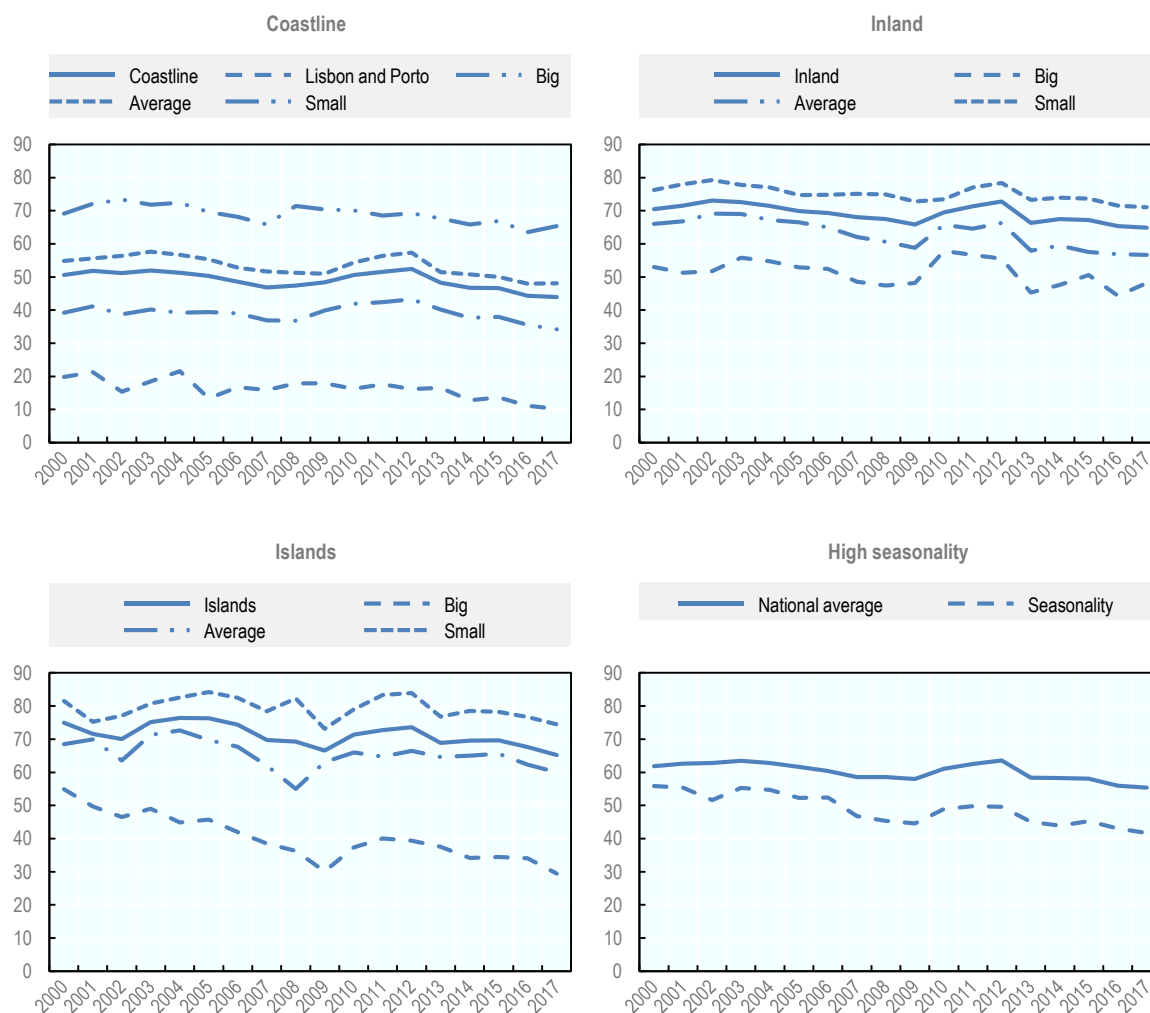 Coastline
Coastline Lisbon and Porto Big
Average Small
90
80
70
60
50
40
30
20
10
0
2000 2001 2002 2003 2004 2005 2006 2007 2008 2009 2010 2011 2012 2013 2014 2015 2016 2017
Inland
Inland Big
Average Small
90
80
70
60
50
40
30
20
10
0
2000 2001 2002 2003 2004 2005 2006 2007 2008 2009 2010 2011 2012 2013 2014 2015 2016 2017
Islands
Islands Big
Average Small
90
80
70
60
50
40
30
20
10
0
2000 2001 2002 2003 2004 2005 2006 2007 2008 2009 2010 2011 2012 2013 2014 2015 2016 2017
High seasonality
National average Seasonality
90
80
70
60
50
40
30
20
10
0
2000 2001 2002 2003 2004 2005 2006 2007 2008 2009 2010 2011 2012 2013 2014 2015 2016 2017